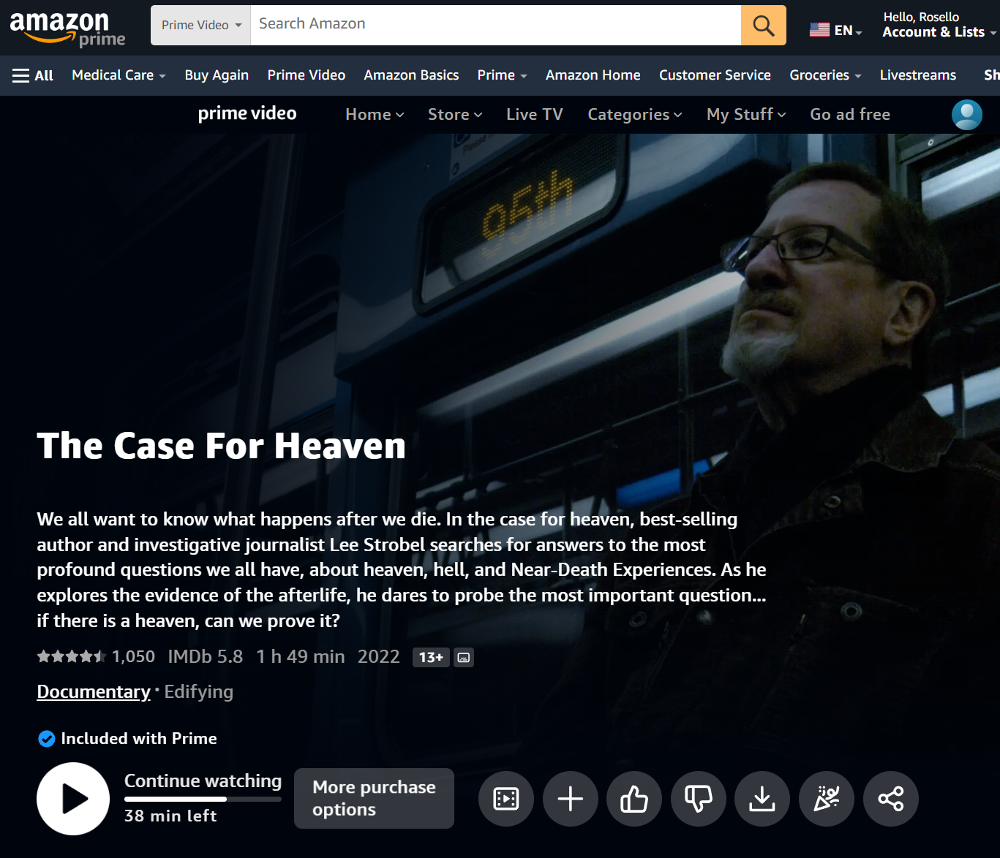 amazon prime
Prime Video
Search Amazon
EN
Hello, Rosello
Account & Lists
All
Medical Care
Buy Again
Prime Video
Amazon Basics
Prime
Amazon Home
Customer Service
Groceries
Livestreams
Sh
prime video
Home
Store
Live TV
Categories
My Stuff
Go ad free
Please
95th
The Case For Heaven
We all want to know what happens after we die. In the case for heaven, best-selling
author and investigative journalist Lee Strobel searches for answers to the most
profound questions we all have, about heaven, hell, and Near-Death Experiences. As he
explores the evidence of the afterlife, he dares to probe the most important question...
if there is a heaven, can we prove it?
1,050 IMDb 5.8 1 h 49 min 2022 13+
Documentary • Edifying
Included with Prime
Continue watching
38 min left
More purchase
options